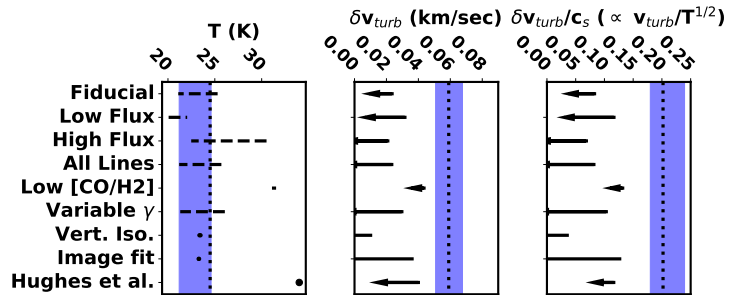 T (K)
δv_turb (km/sec)
δv_turb/c_s (∝ v_turb/T^1/2)
20
25
30
0.00
0.02
0.04
0.06
0.08
0.00
0.05
0.10
0.15
0.20
0.25
Fiducial
Low Flux
High Flux
All Lines
Low [CO/H2]
Variable γ
Vert. Iso.
Image fit
Hughes et al.